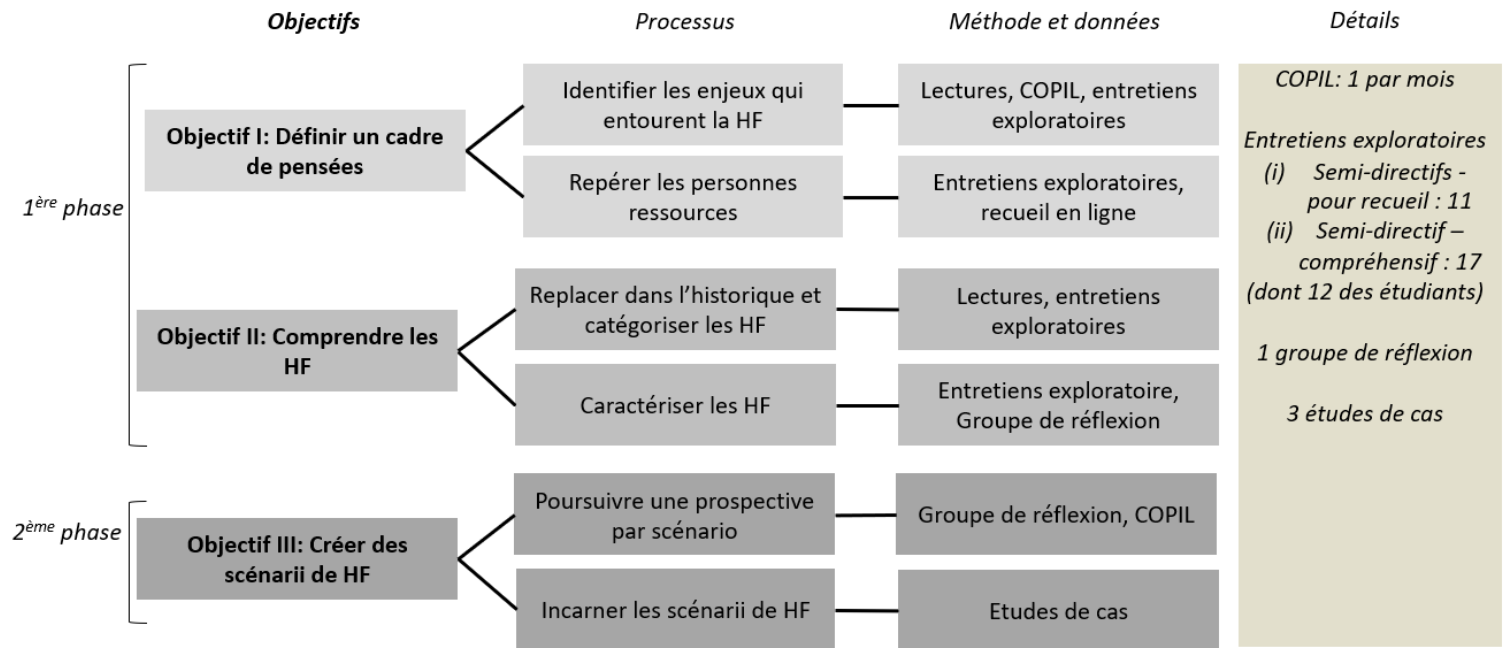 Objectifs
Processus
Méthode et données
Détails
1ère phase
Objectif I: Définir un cadre
de pensées
Identifier les enjeux qui
entourent la HF
Lectures, COPIL, entretiens
exploratoires
Repérer les personnes
ressources
Entretiens exploratoires,
recueil en ligne
Objectif II: Comprendre les
HF
Replacer dans l’historique et
catégoriser les HF
Lectures, entretiens
exploratoires
Caractériser les HF
Entretiens exploratoire,
Groupe de réflexion
2ème phase
Objectif III: Créer des
scénarii de HF
Poursuivre une prospective
par scénario
Groupe de réflexion, COPIL
Incarner les scénarii de HF
Etudes de cas
COPIL: 1 par mois
Entretiens exploratoires
(i) Semi-directifs -
pour recueil : 11
(ii) Semi-directif –
compréhensif : 17
(dont 12 des étudiants)
1 groupe de réflexion
3 études de cas